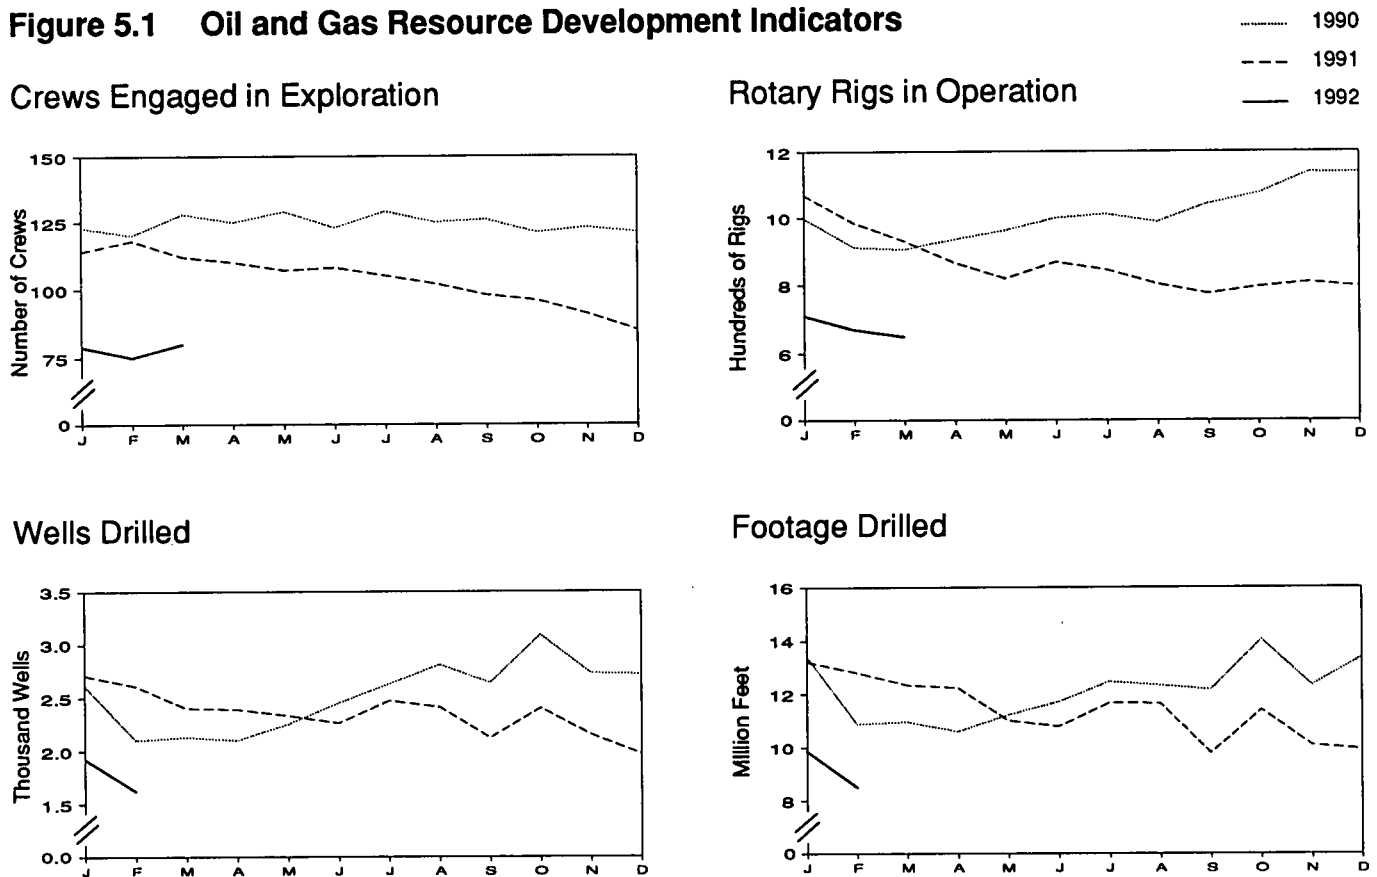 Figure 5.1 Oil and Gas Resource Development Indicators
1990
1991
1992
Crews Engaged in Exploration
Number of Crews
150
125
100
75
0
J F M A M J J A S O N D
Rotary Rigs in Operation
Hundreds of Rigs
12
10
8
6
0
J F M A M J J A S O N D
Wells Drilled
Thousand Wells
3.5
3.0
2.5
2.0
1.5
0.0
J F M A M J J A S O N D
Footage Drilled
Million Feet
16
14
12
10
8
0
J F M A M J J A S O N D